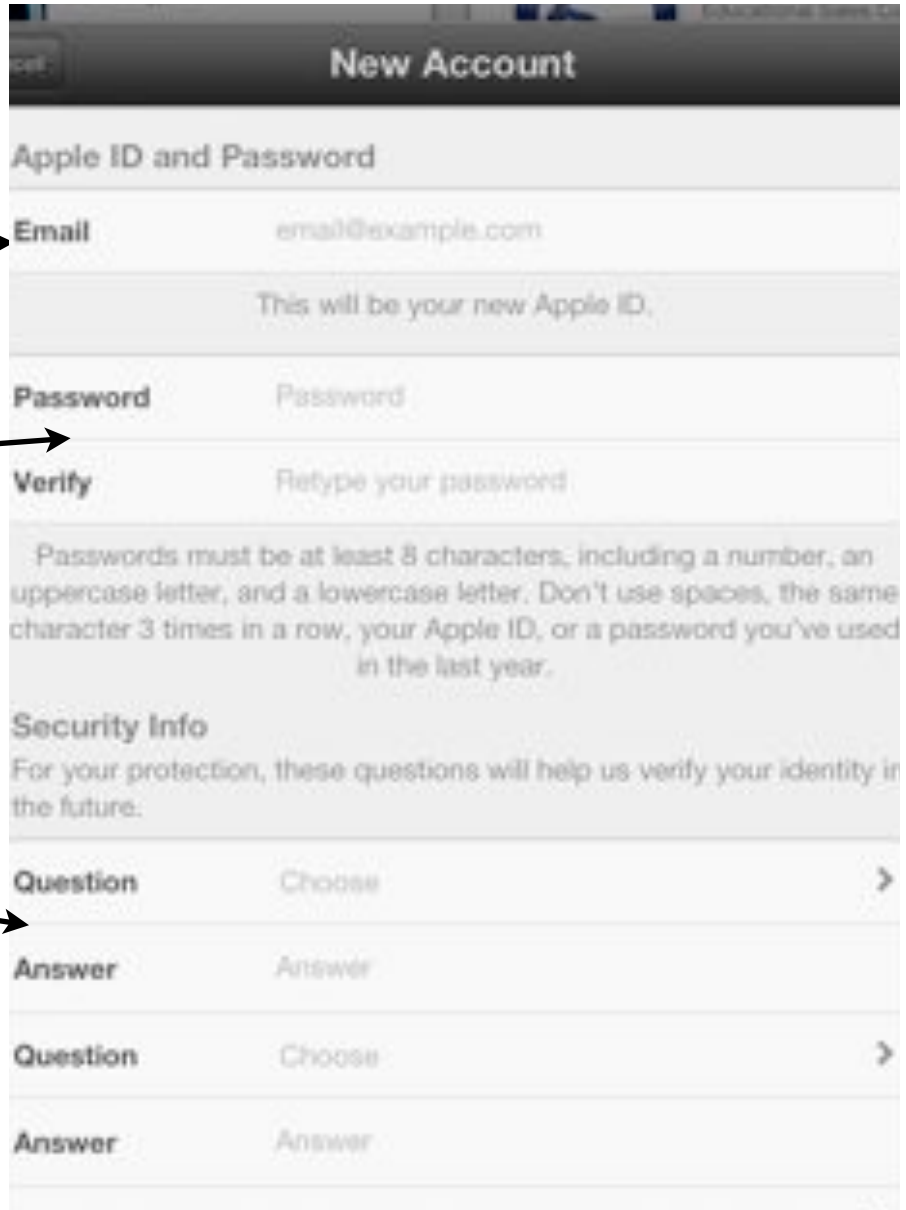 Educational Sales
New Account
Apple ID and Password
Email email@example.com
This will be your new Apple ID.
Password Password
Verify Retype your password
Passwords must be at least 8 characters, including a number, an
uppercase letter, and a lowercase letter. Don't use spaces, the same
character 3 times in a row, your Apple ID, or a password you've used
in the last year.
Security Info
For your protection, these questions will help us verify your identity in
the future.
Question Choose >
Answer Answer
Question Choose >
Answer Answer